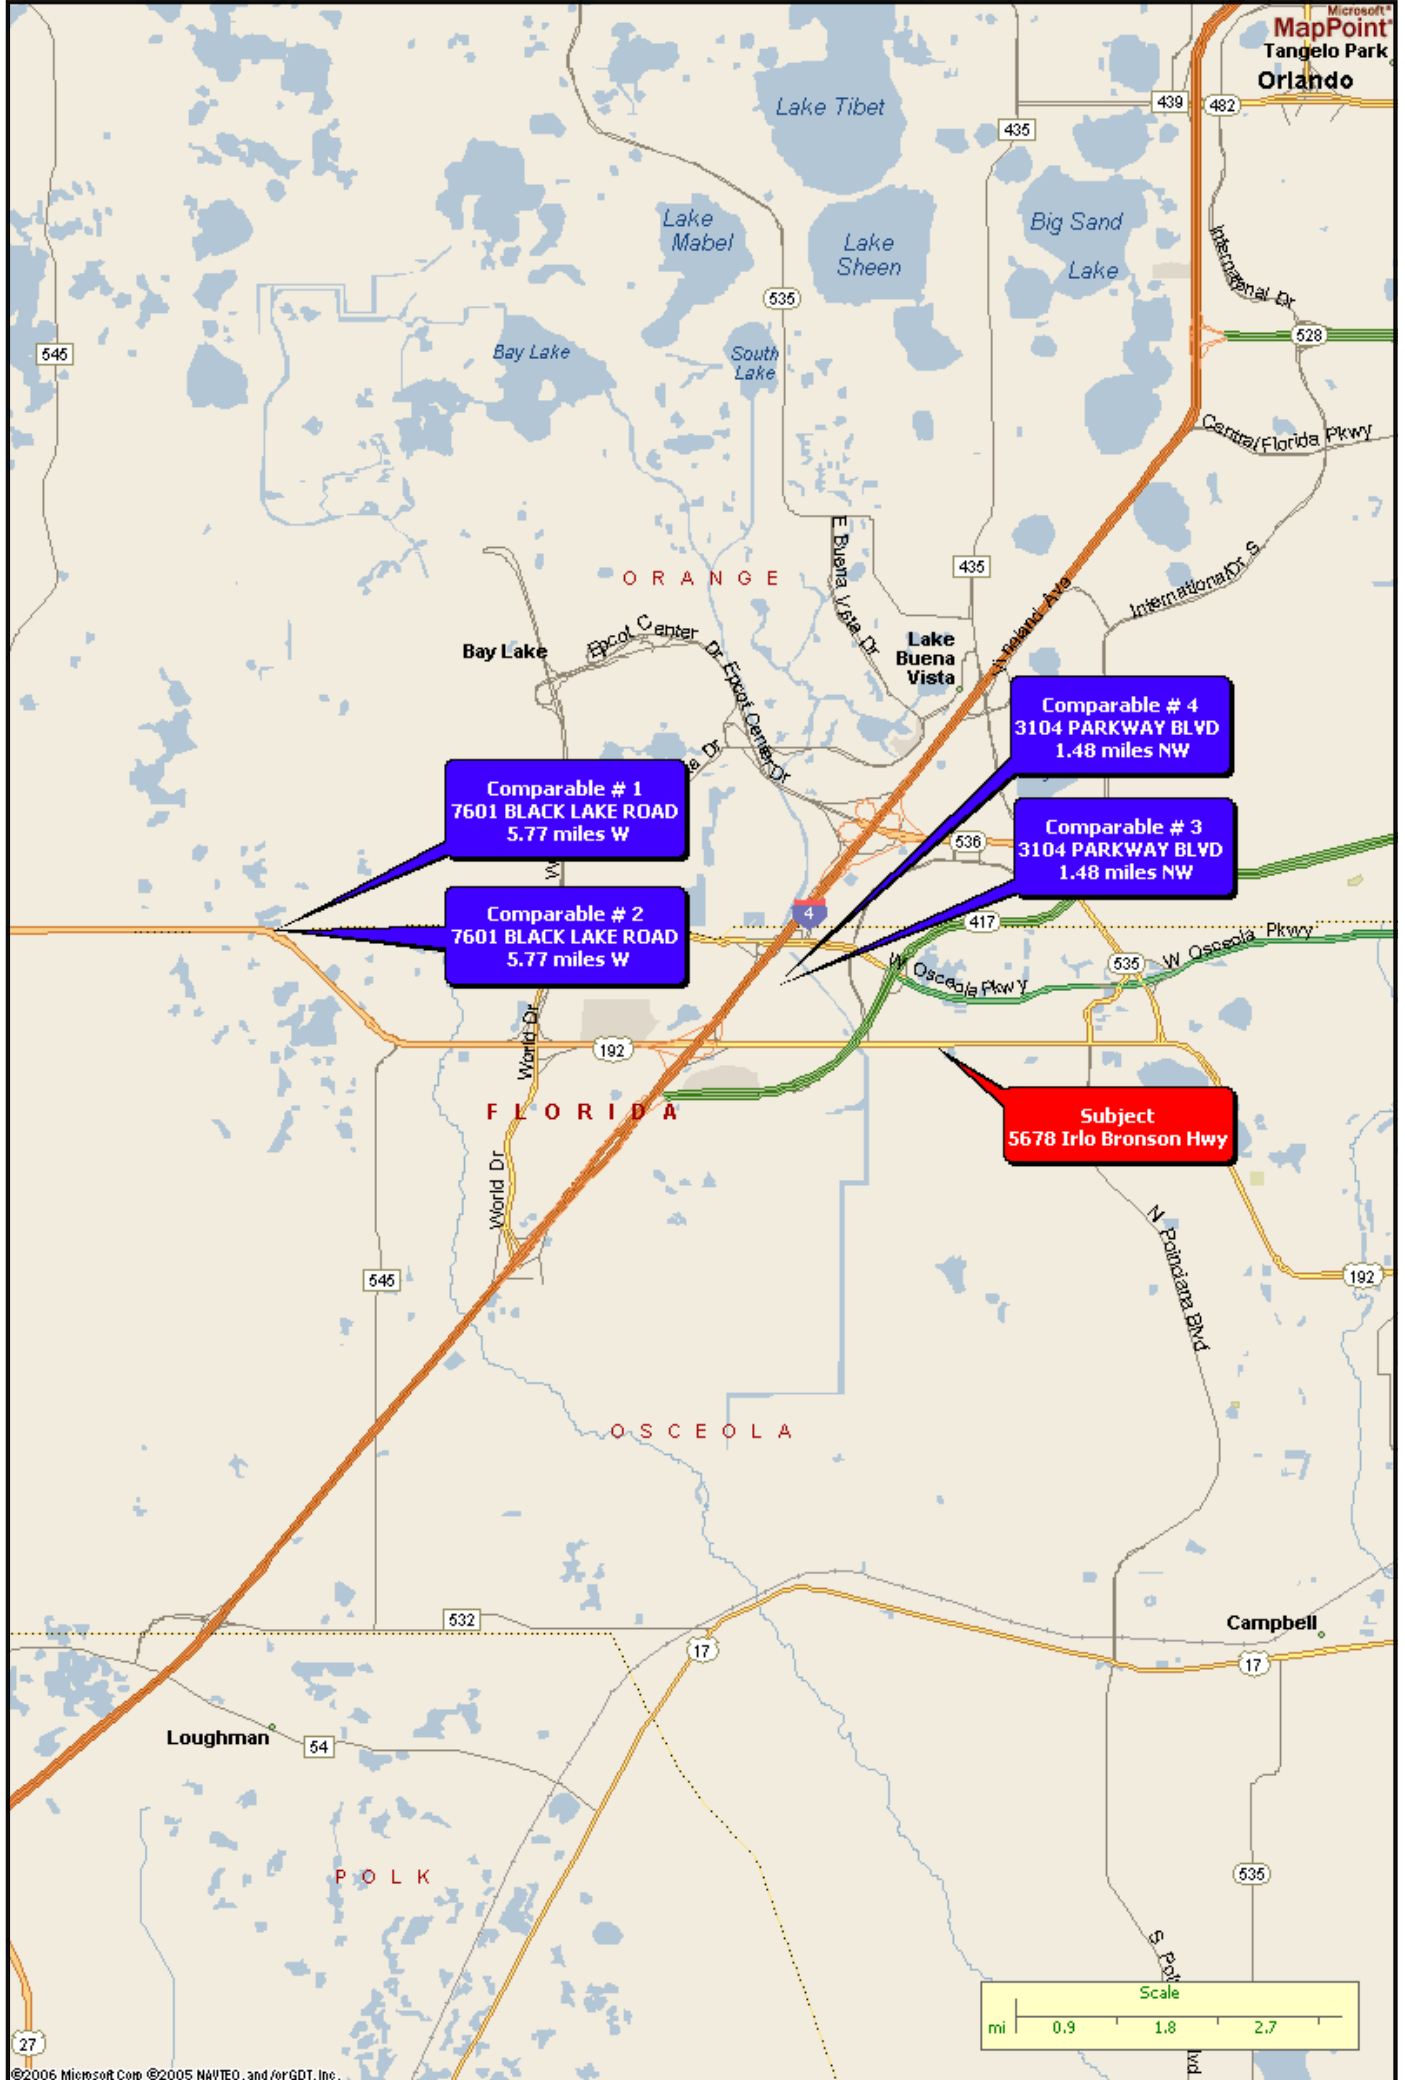 Microsoft®
MapPoint®
Tangelo Park
Orlando
439
482
435
Lake Tibet
Lake
Mabel
Lake
Sheen
Big Sand
Lake
International Dr
535
528
545
Bay Lake
South
Lake
Central Florida Pkwy
E Buena Vista Dr
435
International Dr S
ORANGE
Vineland Ave
Epcot Center Dr
Epcot Center Dr
Bay Lake
Lake
Buena
Vista
Comparable # 4
3104 PARKWAY BLVD
1.48 miles NW
Comparable # 1
7601 BLACK LAKE ROAD
5.77 miles W
Comparable # 3
3104 PARKWAY BLVD
1.48 miles NW
536
Comparable # 2
7601 BLACK LAKE ROAD
5.77 miles W
4
417
W Osceola Pkwy
535
W Osceola Pkwy
World Dr
192
FLORIDA
Subject
5678 Irlo Bronson Hwy
World Dr
N Poinciana Blvd
545
192
OSCEOLA
532
17
Campbell
17
Loughman
54
POLK
535
S Poi
lvd
Scale
mi 0.9 1.8 2.7
27
©2006 Microsoft Corp ©2005 NAVTEQ, and/or GDT, Inc.